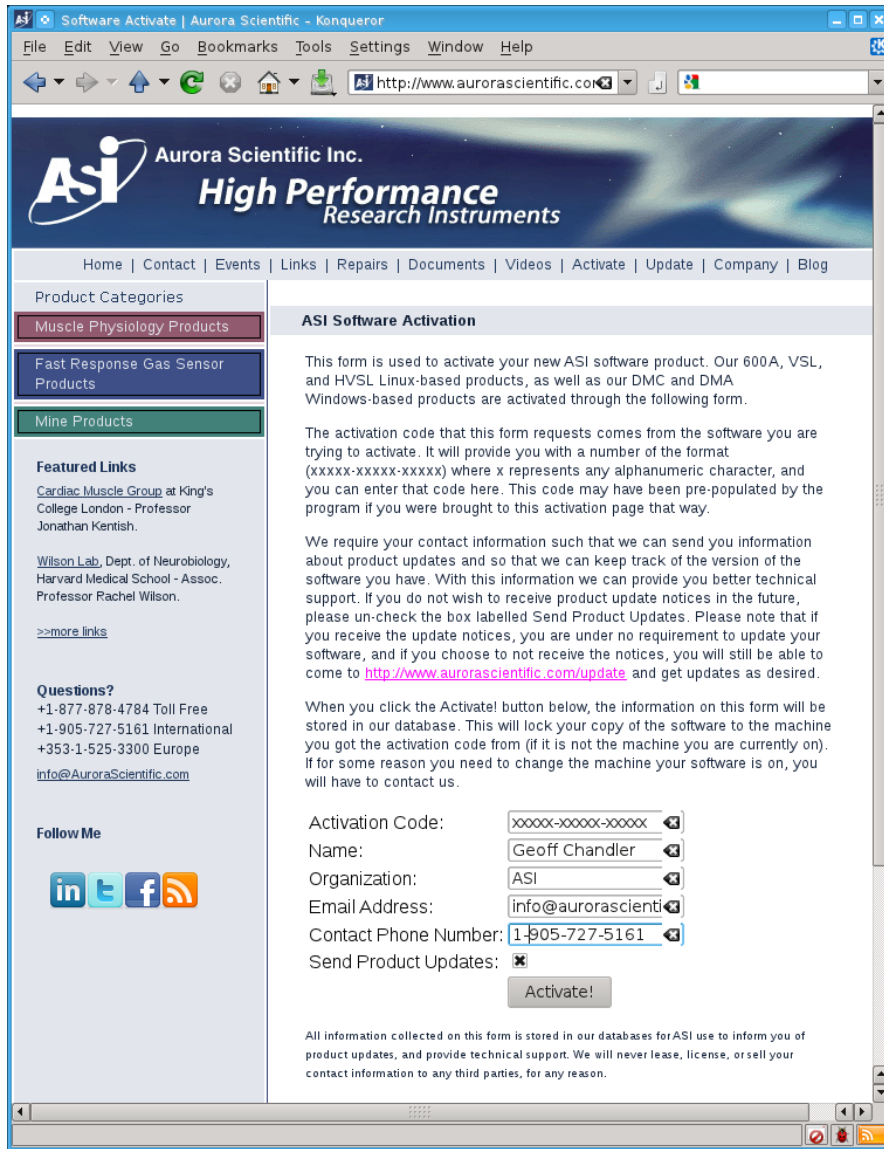 Software Activate | Aurora Scientific - Konqueror
File Edit View Go Bookmarks Tools Settings Window Help
http://www.aurorascientific.co
ASI
Aurora Scientific Inc.
High Performance
Research Instruments
Home | Contact | Events | Links | Repairs | Documents | Videos | Activate | Update | Company | Blog
Product Categories
Muscle Physiology Products
Fast Response Gas Sensor
Products
Mine Products
Featured Links
Cardiac Muscle Group at King's
College London - Professor
Jonathan Kentish.
Wilson Lab, Dept. of Neurobiology,
Harvard Medical School - Assoc.
Professor Rachel Wilson.
>>more links
Questions?
+1-877-878-4784 Toll Free
+1-905-727-5161 International
+353-1-525-3300 Europe
info@AuroraScientific.com
Follow Me
in t f
ASI Software Activation
This form is used to activate your new ASI software product. Our 600A, VSL,
and HVSL Linux-based products, as well as our DMC and DMA
Windows-based products are activated through the following form.
The activation code that this form requests comes from the software you are
trying to activate. It will provide you with a number of the format
(xxxxx-xxxxx-xxxxx) where x represents any alphanumeric character, and
you can enter that code here. This code may have been pre-populated by the
program if you were brought to this activation page that way.
We require your contact information such that we can send you information
about product updates and so that we can keep track of the version of the
software you have. With this information we can provide you better technical
support. If you do not wish to receive product update notices in the future,
please un-check the box labelled Send Product Updates. Please note that if
you receive the update notices, you are under no requirement to update your
software, and if you choose to not receive the notices, you will still be able to
come to http://www.aurorascientific.com/update and get updates as desired.
When you click the Activate! button below, the information on this form will be
stored in our database. This will lock your copy of the software to the machine
you got the activation code from (if it is not the machine you are currently on).
If for some reason you need to change the machine your software is on, you
will have to contact us.
Activation Code: xxxxx-xxxxx-xxxxx
Name: Geoff Chandler
Organization: ASI
Email Address: info@aurorascienti
Contact Phone Number: 1-905-727-5161
Send Product Updates:
Activate!
All information collected on this form is stored in our databases for ASI use to inform you of
product updates, and provide technical support. We will never lease, license, or sell your
contact information to any third parties, for any reason.